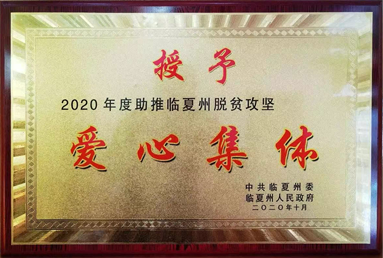 授予
2020年度助推临夏州脱贫攻坚
爱心集体
中共临夏州委
临夏州人民政府
二〇二〇年十月